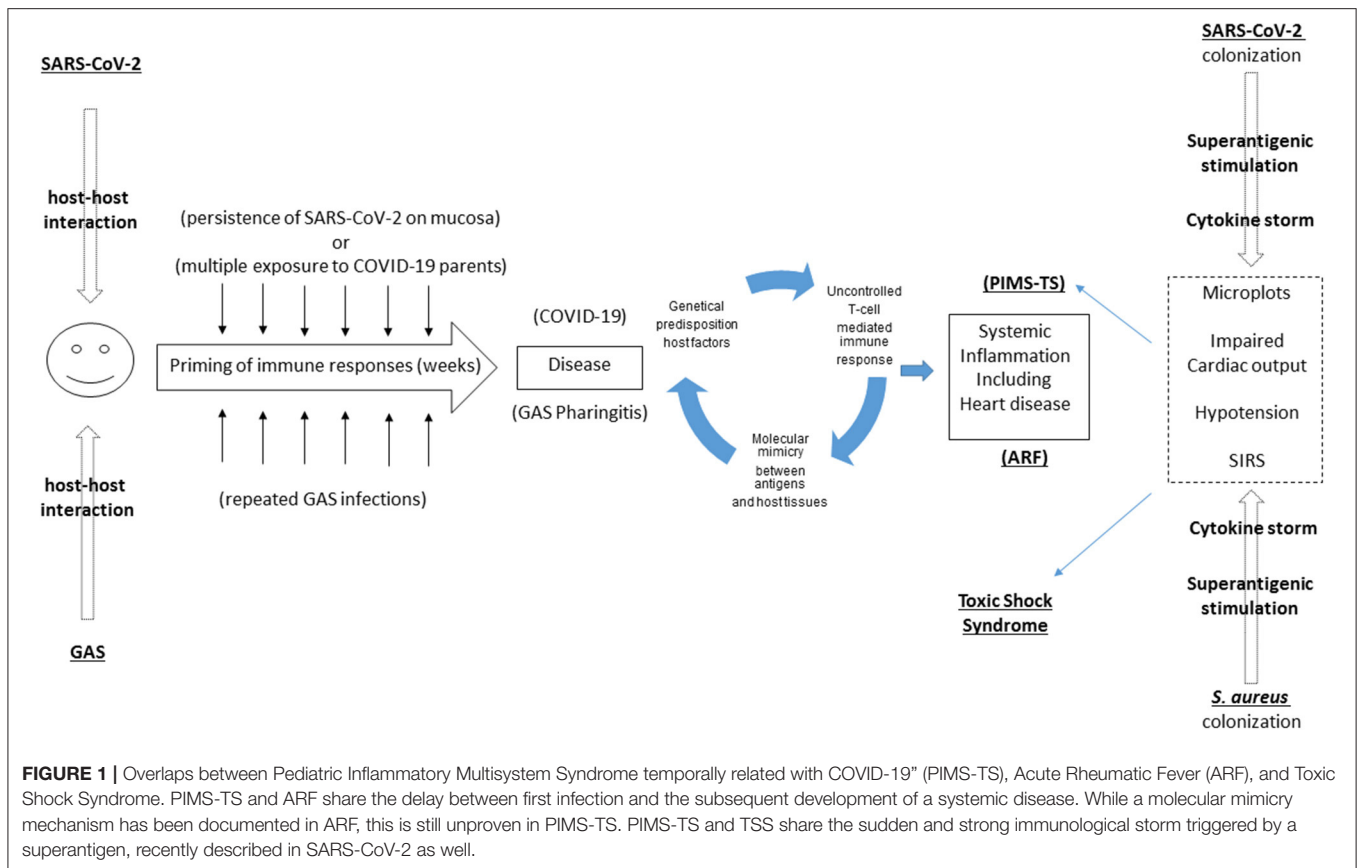 SARS-CoV-2
host-host
interaction
(persistence of SARS-CoV-2 on mucosa)
or
(multiple exposure to COVID-19 parents)
Priming of immune responses (weeks)
(repeated GAS infections)
host-host
interaction
GAS
(COVID-19)
Disease
(GAS Pharingitis)
Genetical
predisposition
host factors
Uncontrolled
T-cell
mediated
immune
response
Molecular
mimicry
between
antigens
and host tissues
(PIMS-TS)
Systemic
Inflammation
Including
Heart disease
(ARF)
SARS-CoV-2
colonization
Superantigenic
stimulation
Cytokine storm
Microplots
Impaired
Cardiac output
Hypotension
SIRS
Cytokine storm
Superantigenic
stimulation
S. aureus
colonization
Toxic Shock
Syndrome
FIGURE 1 | Overlaps between Pediatric Inflammatory Multisystem Syndrome temporally related with COVID-19” (PIMS-TS), Acute Rheumatic Fever (ARF), and Toxic
Shock Syndrome. PIMS-TS and ARF share the delay between first infection and the subsequent development of a systemic disease. While a molecular mimicry
mechanism has been documented in ARF, this is still unproven in PIMS-TS. PIMS-TS and TSS share the sudden and strong immunological storm triggered by a
superantigen, recently described in SARS-CoV-2 as well.